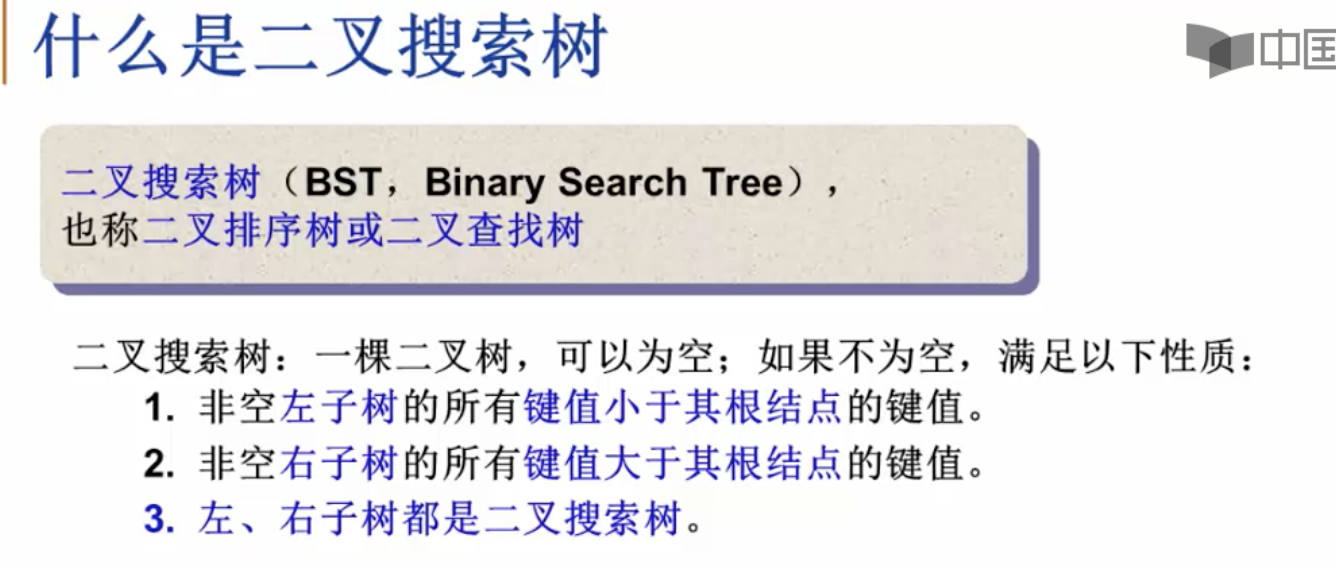 什么是二叉搜索树
中国
二叉搜索树（BST，Binary Search Tree），
也称二叉排序树或二叉查找树
二叉搜索树：一棵二叉树，可以为空；如果不为空，满足以下性质：
1. 非空左子树的所有键值小于其根结点的键值。
2. 非空右子树的所有键值大于其根结点的键值。
3. 左、右子树都是二叉搜索树。